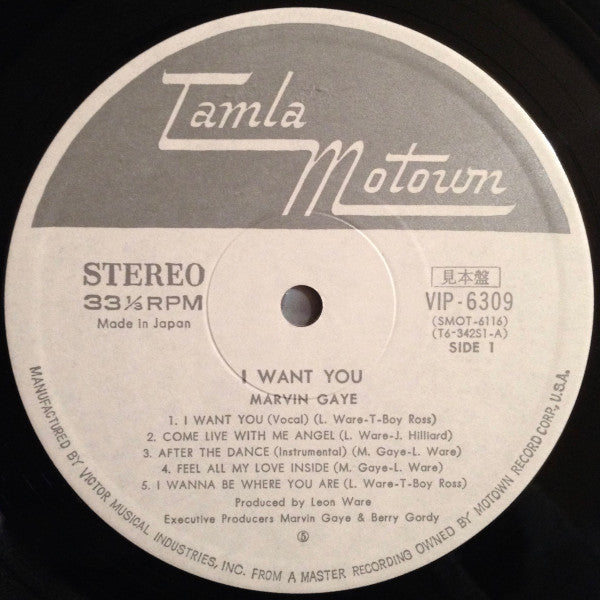 Tamla
Motown
STEREO
33⅓RPM
Made in Japan
見本盤
VIP-6309
(SMOT-6116)
(T6-342S1-A)
SIDE 1
I WANT YOU
MARVIN GAYE
1. I WANT YOU (Vocal) (L. Ware-T-Boy Ross)
2. COME LIVE WITH ME ANGEL (L. Ware-J. Hilliard)
3. AFTER THE DANCE (Instrumental) (M. Gaye-L. Ware)
4. FEEL ALL MY LOVE INSIDE (M. Gaye-L. Ware)
5. I WANNA BE WHERE YOU ARE (L. Ware-T-Boy Ross)
Produced by Leon Ware
Executive Producers Marvin Gaye & Berry Gordy
⑤
MANUFACTURED BY VICTOR MUSICAL INDUSTRIES, INC. FROM A MASTER RECORDING OWNED BY MOTOWN RECORD CORP., U.S.A.